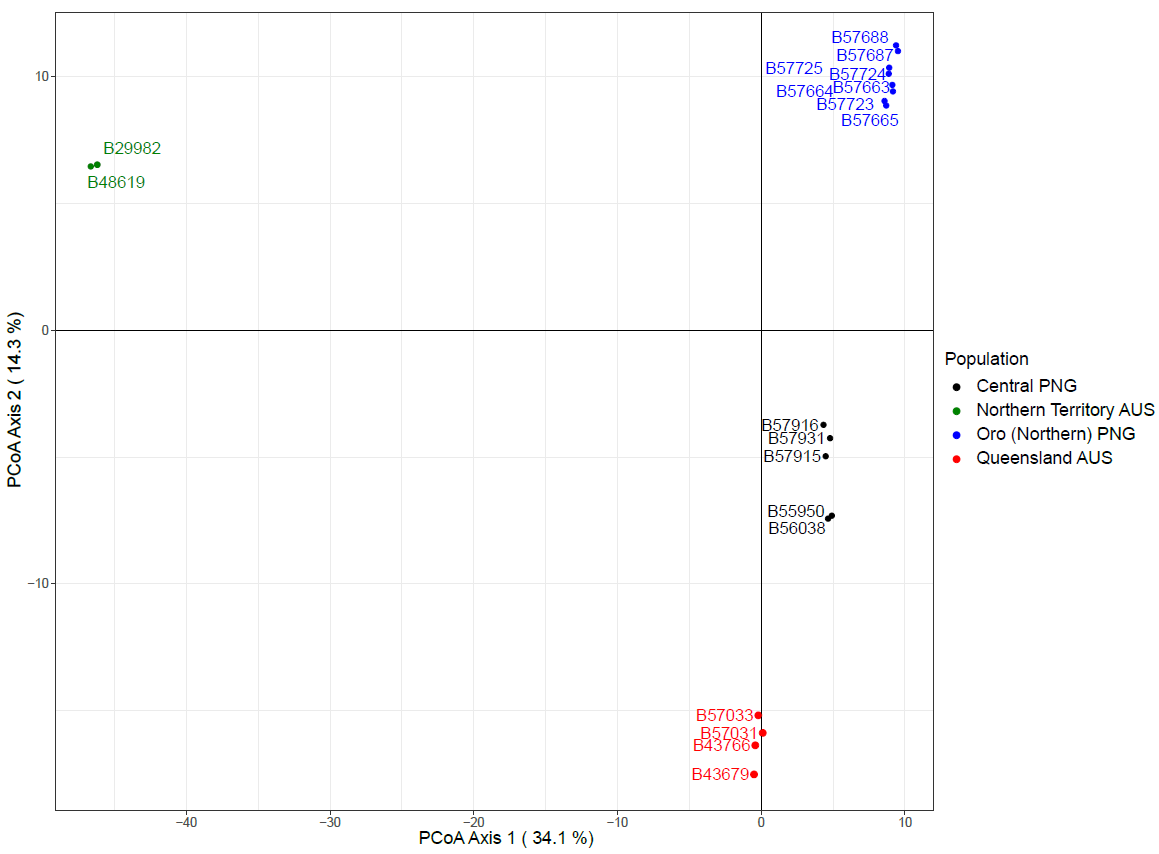 B57688
B57687
B57725
B57724
B57664
B57663
B57723
B57665
B29982
B48619
B57916
B57931
B57915
B55950
B56038
B57033
B57031
B43766
B43679
10
0
−10
−40
−30
−20
−10
0
10
PCoA Axis 1 ( 34.1 %)
PCoA Axis 2 ( 14.3 %)
Population
Central PNG
Northern Territory AUS
Oro (Northern) PNG
Queensland AUS